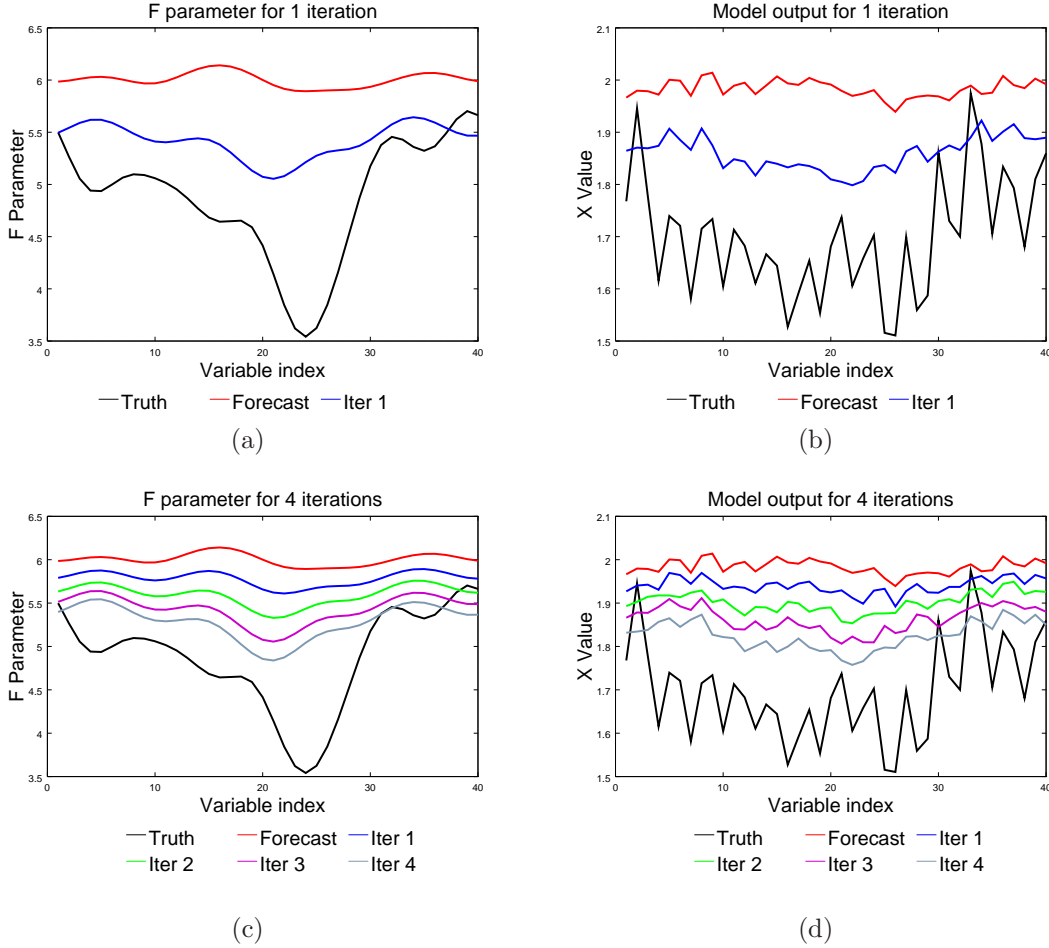 F parameter for 1 iteration
6.5
6
5.5
5
4.5
4
3.5
F Parameter
0 10 20 30 40
Variable index
Truth Forecast Iter 1
(a)
Model output for 1 iteration
2.1
2
1.9
1.8
1.7
1.6
1.5
X Value
0 10 20 30 40
Variable index
Truth Forecast Iter 1
(b)
F parameter for 4 iterations
6.5
6
5.5
5
4.5
4
3.5
F Parameter
0 10 20 30 40
Variable index
Truth Forecast Iter 1
Iter 2 Iter 3 Iter 4
(c)
Model output for 4 iterations
2.1
2
1.9
1.8
1.7
1.6
1.5
X Value
0 10 20 30 40
Variable index
Truth Forecast Iter 1
Iter 2 Iter 3 Iter 4
(d)